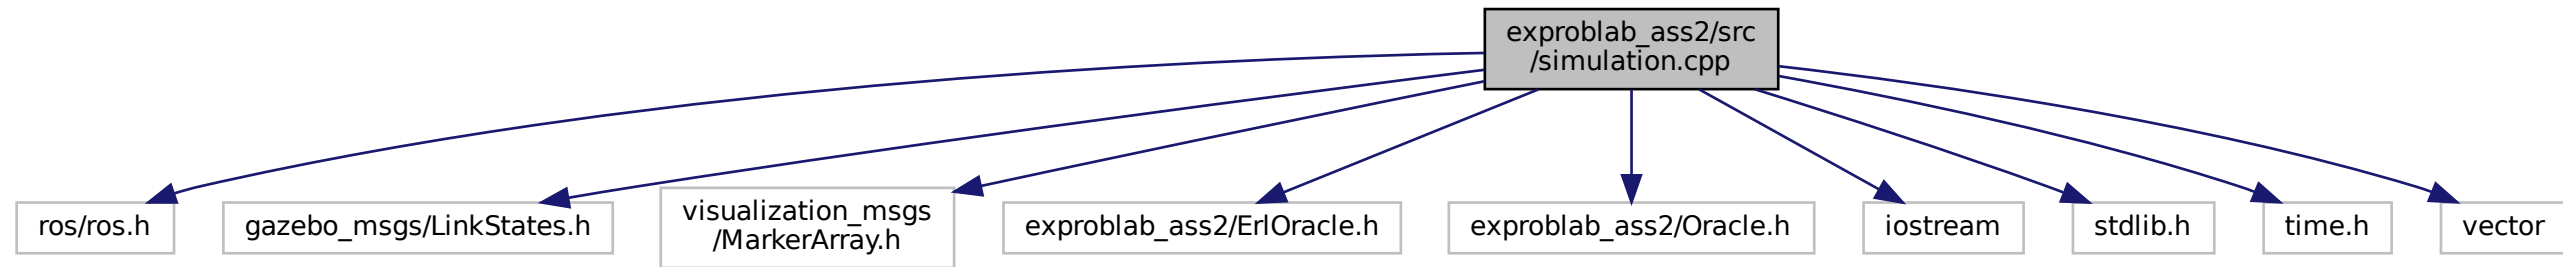 exproblab_ass2/src
/simulation.cpp
ros/ros.h
gazebo_msgs/LinkStates.h
visualization_msgs
/MarkerArray.h
exproblab_ass2/ErlOracle.h
exproblab_ass2/Oracle.h
iostream
stdlib.h
time.h
vector